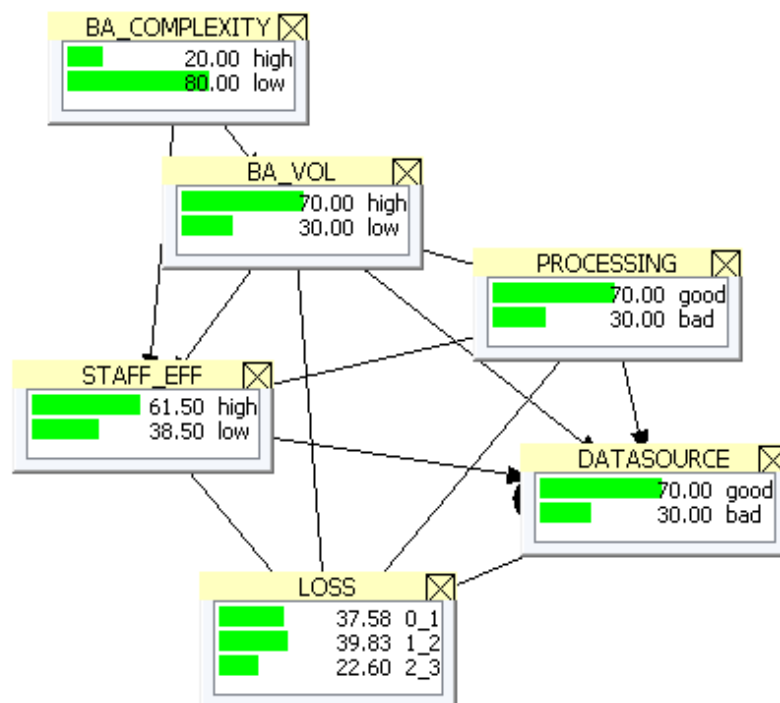 BA_COMPLEXITY
20.00 high
80.00 low
BA_VOL
70.00 high
30.00 low
PROCESSING
70.00 good
30.00 bad
STAFF_EFF
61.50 high
38.50 low
DATASOURCE
70.00 good
30.00 bad
LOSS
37.58 0_1
39.83 1_2
22.60 2_3